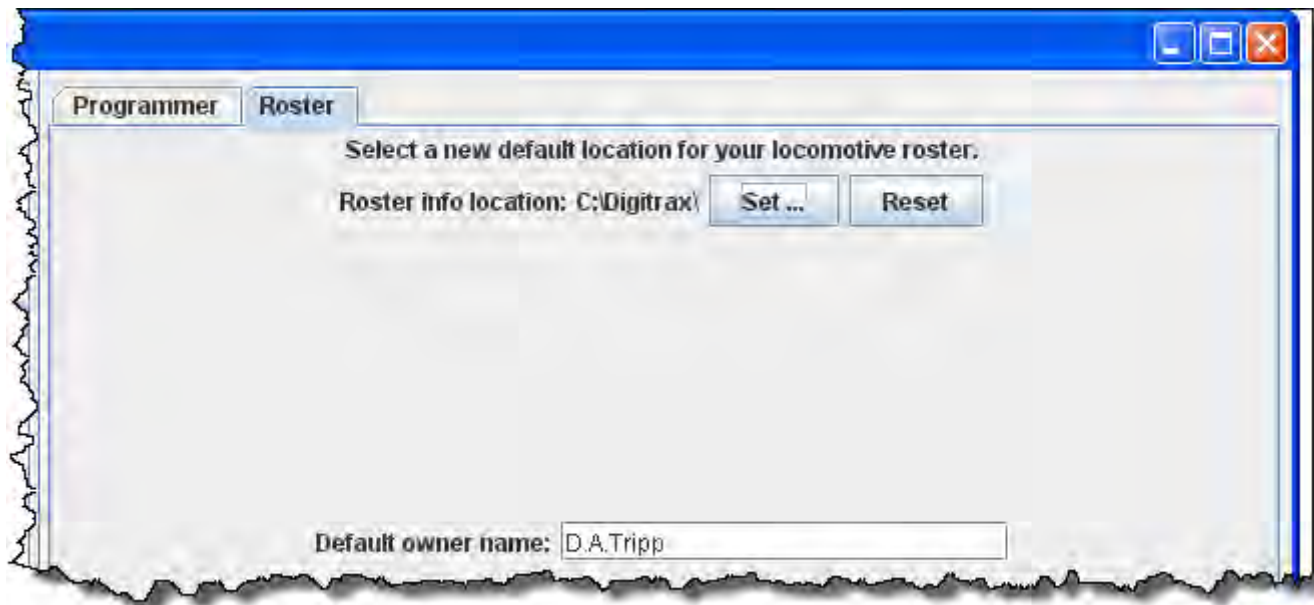 Programmer Roster
Select a new default location for your locomotive roster.
Roster info location: C:\Digitrax\ Set ... Reset
Default owner name: D.A.Tripp